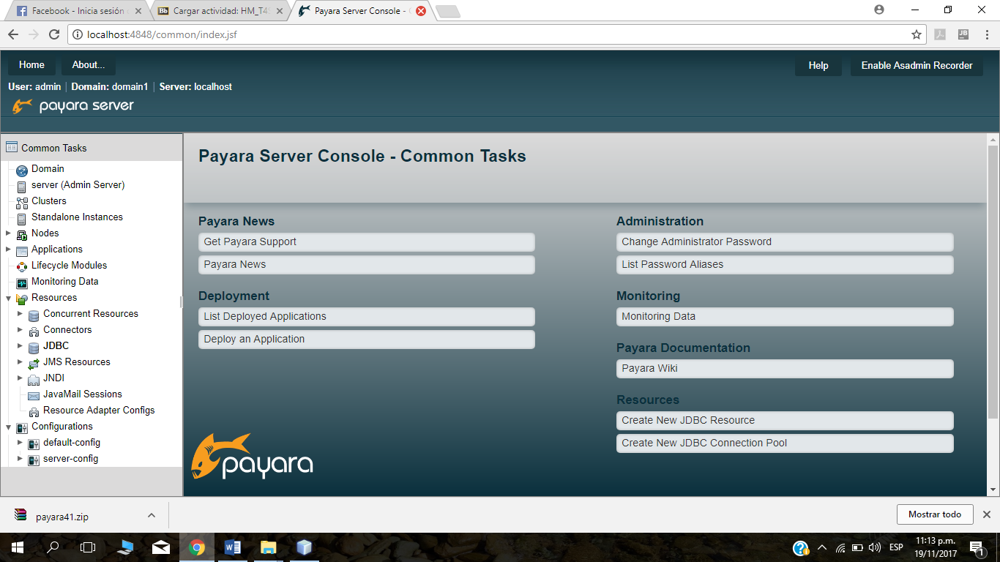 Facebook - Inicia sesión
Cargar actividad: HM_T4
Payara Server Console -
localhost:4848/common/index.jsf
Home
About...
Help
Enable Asadmin Recorder
User: admin | Domain: domain1 | Server: localhost
payara server
Common Tasks
Domain
server (Admin Server)
Clusters
Standalone Instances
Nodes
Applications
Lifecycle Modules
Monitoring Data
Resources
Concurrent Resources
Connectors
JDBC
JMS Resources
JNDI
JavaMail Sessions
Resource Adapter Configs
Configurations
default-config
server-config
Payara Server Console - Common Tasks
Payara News
Get Payara Support
Payara News
Deployment
List Deployed Applications
Deploy an Application
payara
Administration
Change Administrator Password
List Password Aliases
Monitoring
Monitoring Data
Payara Documentation
Payara Wiki
Resources
Create New JDBC Resource
Create New JDBC Connection Pool
payara41.zip
Mostrar todo
ESP
11:13 p.m.
19/11/2017
1